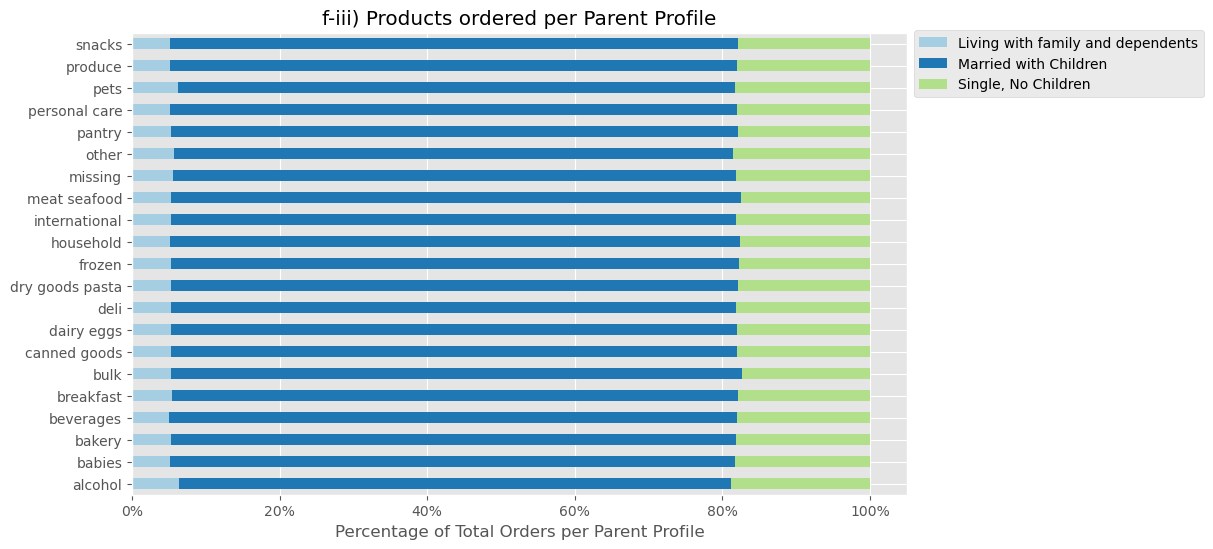 f-iii) Products ordered per Parent Profile
snacks
produce
pets
personal care
pantry
other
missing
meat seafood
international
household
frozen
dry goods pasta
deli
dairy eggs
canned goods
bulk
breakfast
beverages
bakery
babies
alcohol
0% 20% 40% 60% 80% 100%
Percentage of Total Orders per Parent Profile
Living with family and dependents
Married with Children
Single, No Children